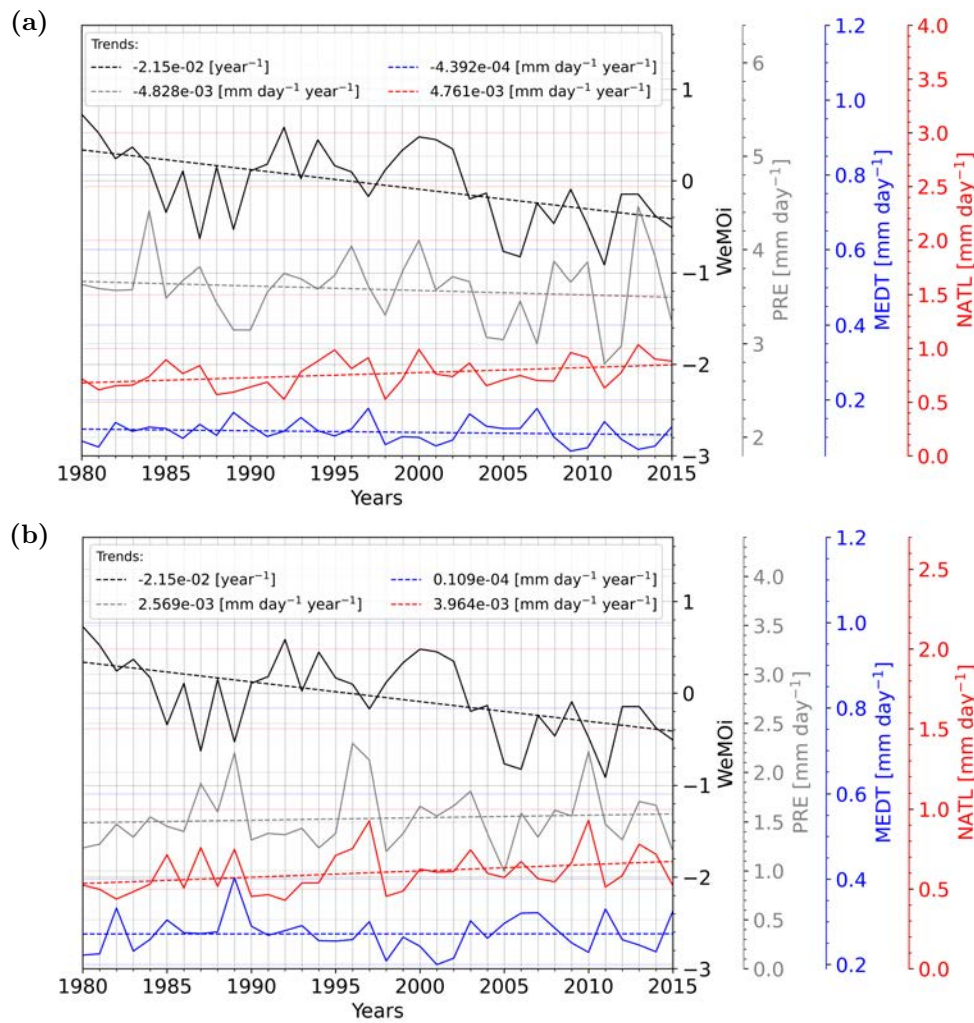 (a)
Trends:
-2.15e-02 [year⁻¹] -4.392e-04 [mm day⁻¹ year⁻¹]
-4.828e-03 [mm day⁻¹ year⁻¹] 4.761e-03 [mm day⁻¹ year⁻¹]
1
0
−1
−2
−3
WeMOi
6
5
4
3
2
PRE [mm day⁻¹]
1.2
1.0
0.8
0.6
0.4
0.2
MEDT [mm day⁻¹]
4.0
3.5
3.0
2.5
2.0
1.5
1.0
0.5
0.0
NATL [mm day⁻¹]
1980 1985 1990 1995 2000 2005 2010 2015
Years
(b)
Trends:
-2.15e-02 [year⁻¹] 0.109e-04 [mm day⁻¹ year⁻¹]
2.569e-03 [mm day⁻¹ year⁻¹] 3.964e-03 [mm day⁻¹ year⁻¹]
1
0
−1
−2
−3
WeMOi
4.0
3.5
3.0
2.5
2.0
1.5
1.0
0.5
0.0
PRE [mm day⁻¹]
1.2
1.0
0.8
0.6
0.4
0.2
MEDT [mm day⁻¹]
2.5
2.0
1.5
1.0
0.5
0.0
NATL [mm day⁻¹]
1980 1985 1990 1995 2000 2005 2010 2015
Years